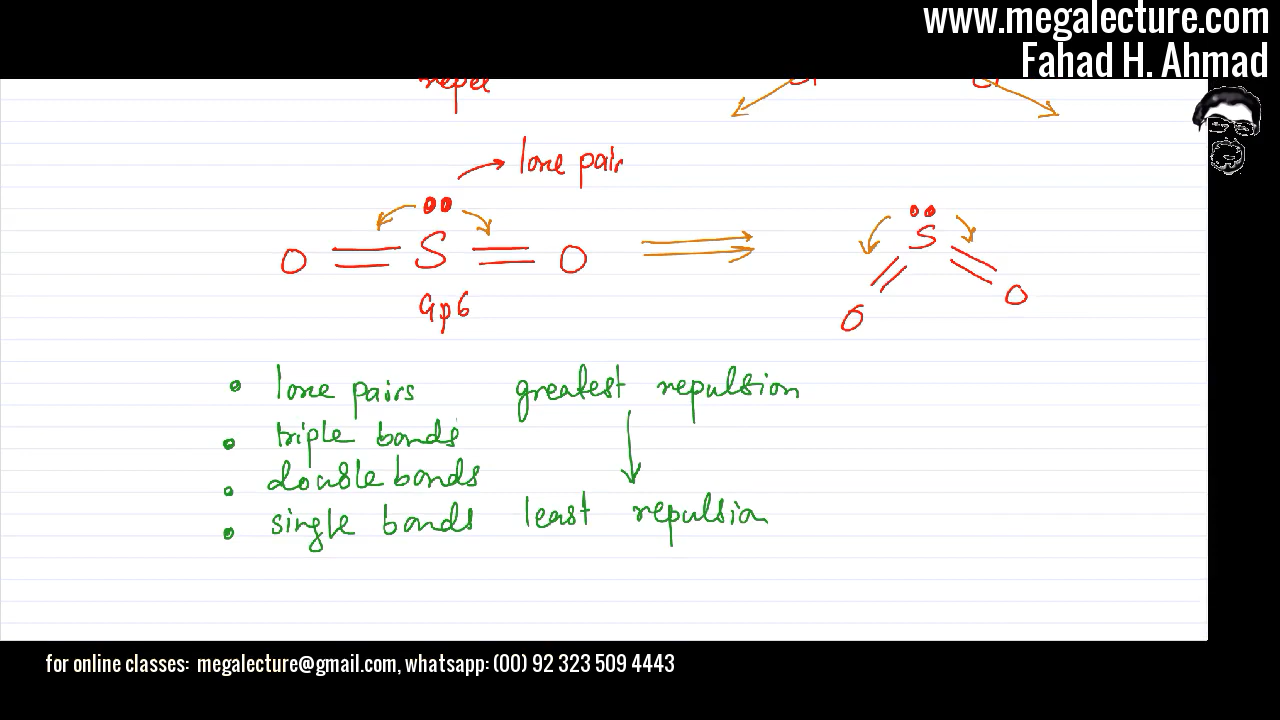 www.megalecture.com
Fahad H. Ahmad
repel
lone pair
O S O
Gp6
S
O O
• lone pairs greatest repulsion
• triple bonds
• double bonds
• single bonds least repulsion
for online classes: megalecture@gmail.com, whatsapp: (00) 92 323 509 4443